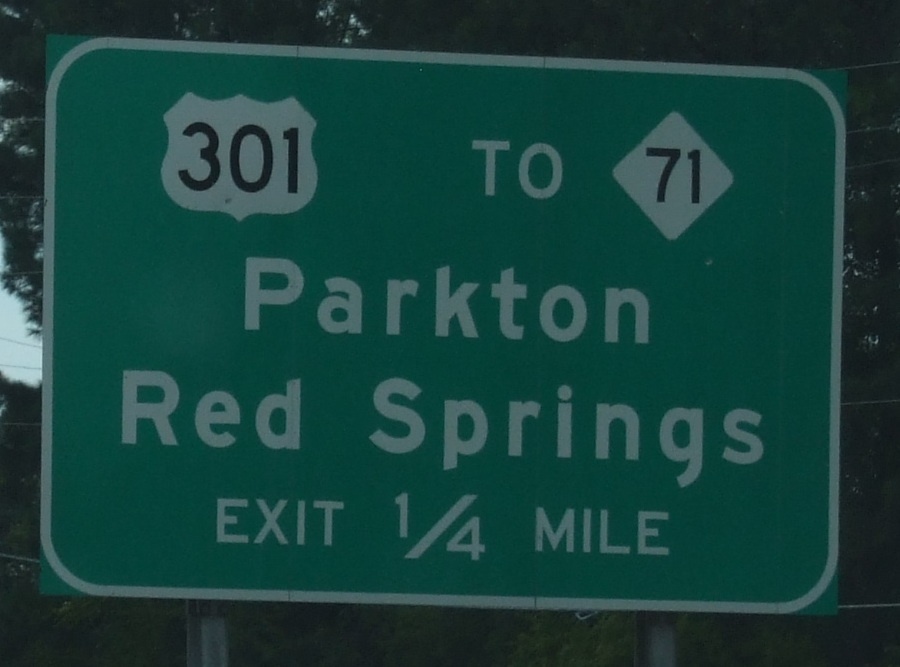 301 TO 71
Parkton
Red Springs
EXIT 1/4 MILE